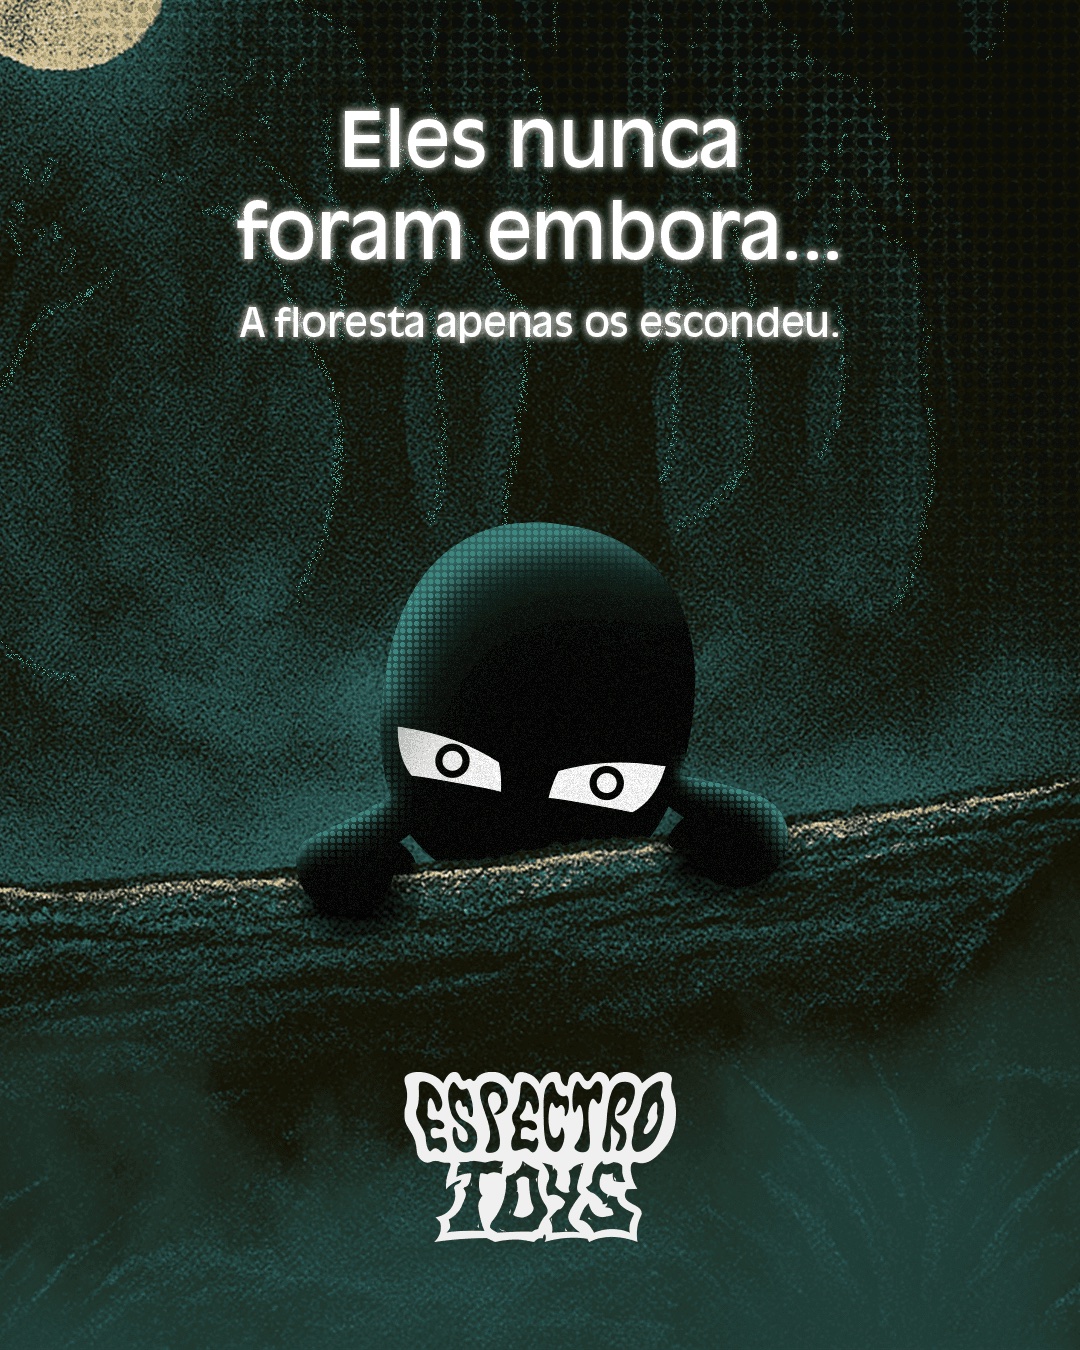 Eles nunca
foram embora...
A floresta apenas os escondeu.
ESPECTRO
TOYS